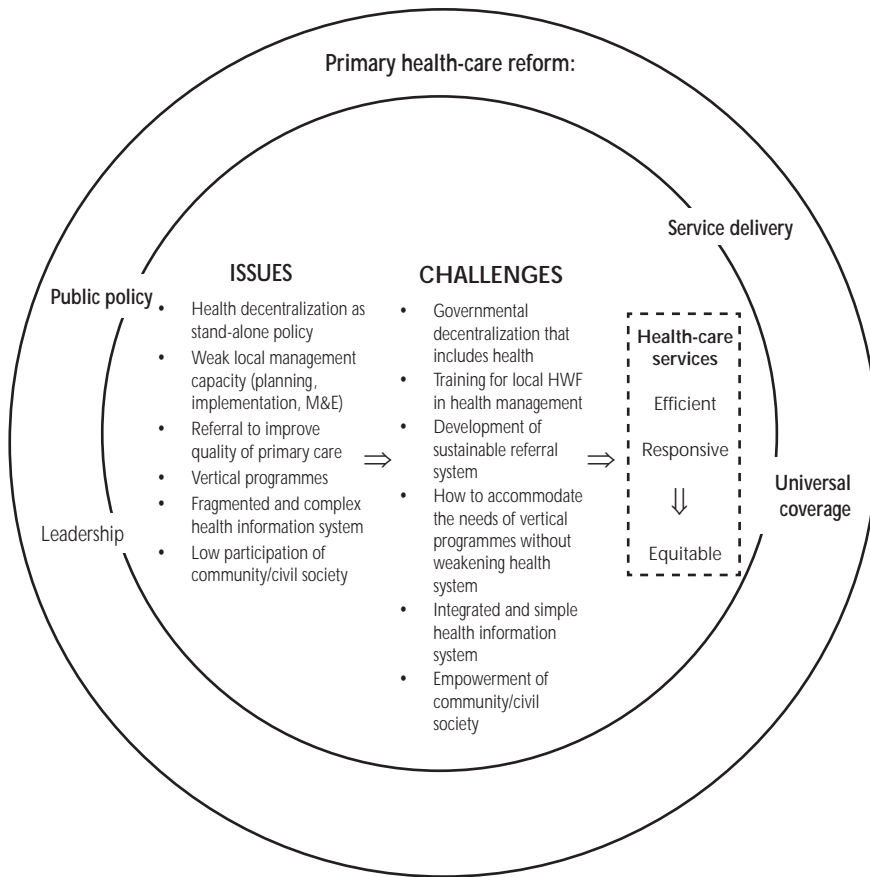 Primary health-care reform:
Service delivery
Public policy
Leadership
Universal
coverage
ISSUES
• Health decentralization as
stand-alone policy
• Weak local management
capacity (planning,
implementation, M&E)
• Referral to improve
quality of primary care
• Vertical programmes
• Fragmented and complex
health information system
• Low participation of
community/civil society
⇒
CHALLENGES
• Governmental
decentralization that
includes health
• Training for local HWF
in health management
• Development of
sustainable referral
system
• How to accommodate
the needs of vertical
programmes without
weakening health
system
• Integrated and simple
health information
system
• Empowerment of
community/civil
society
⇒
Health-care
services
Efficient
Responsive
⇓
Equitable